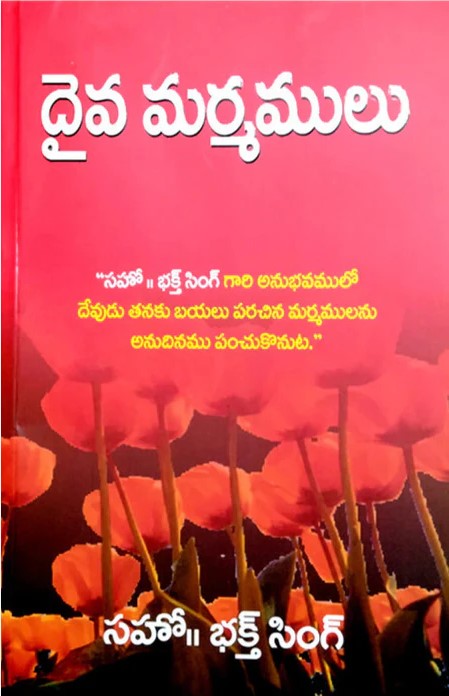 దైవ మర్మములు
“సహో॥ భక్త్ సింగ్ గారి అనుభవములో
దేవుడు తనకు బయలు పరచిన మర్మములను
అనుదినము పంచుకొనుట.”
సహో॥ భక్త్ సింగ్